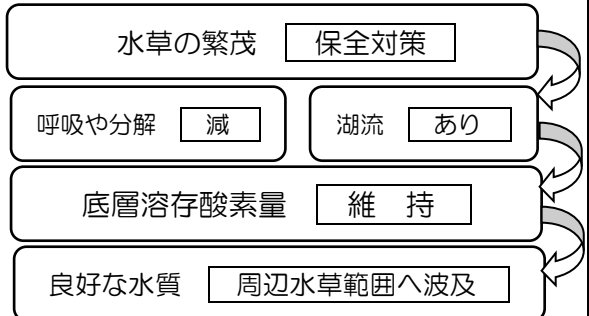 水草の繁茂 保全対策
呼吸や分解 減 湖流 あり
底層溶存酸素量 維 持
良好な水質 周辺水草範囲へ波及